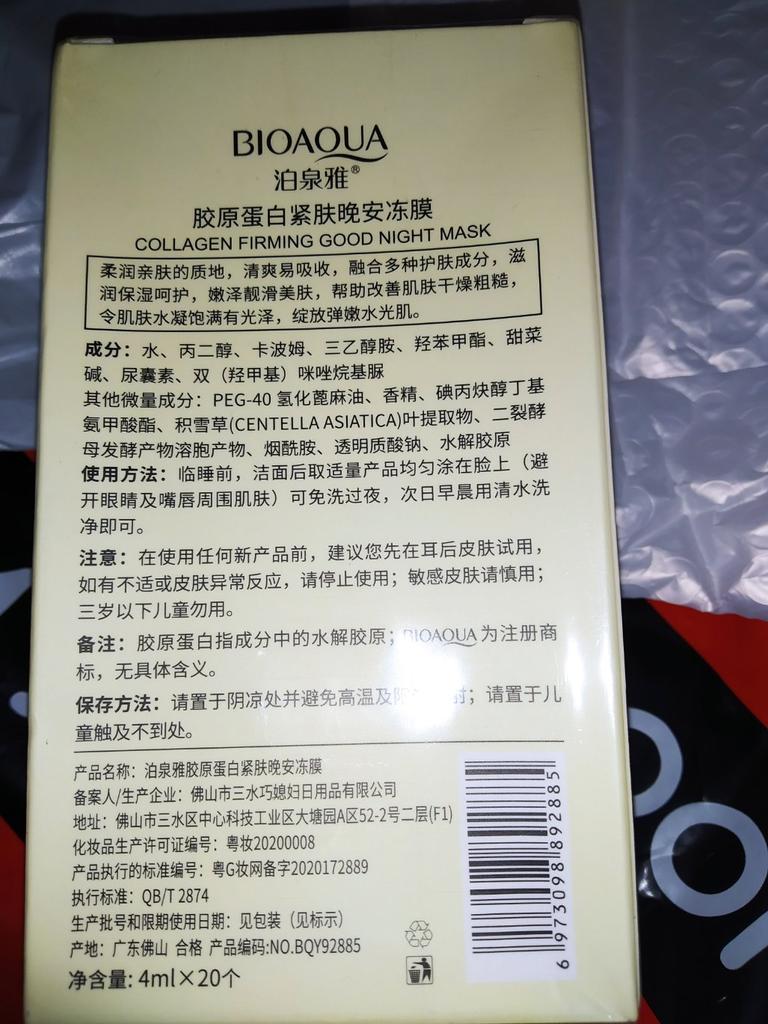 BIOAQUA
泊泉雅®
胶原蛋白紧肤晚安冻膜
COLLAGEN FIRMING GOOD NIGHT MASK
柔润亲肤的质地，清爽易吸收，融合多种护肤成分，滋
润保湿呵护，嫩泽靓滑美肤，帮助改善肌肤干燥粗糙，
令肌肤水凝饱满有光泽，绽放弹嫩水光肌。
成分：水、丙二醇、卡波姆、三乙醇胺、羟苯甲酯、甜菜
碱、尿囊素、双（羟甲基）咪唑烷基脲
其他微量成分：PEG-40 氢化蓖麻油、香精、碘丙炔醇丁基
氨甲酸酯、积雪草(CENTELLA ASIATICA)叶提取物、二裂酵
母发酵产物溶胞产物、烟酰胺、透明质酸钠、水解胶原
使用方法：临睡前，洁面后取适量产品均匀涂在脸上（避
开眼睛及嘴唇周围肌肤）可免洗过夜，次日早晨用清水洗
净即可。
注意：在使用任何新产品前，建议您先在耳后皮肤试用，
如有不适或皮肤异常反应，请停止使用；敏感皮肤请慎用；
三岁以下儿童勿用。
备注：胶原蛋白指成分中的水解胶原；BIOAQUA为注册商
标，无具体含义。
保存方法：请置于阴凉处并避免高温及阳 射；请置于儿
童触及不到处。
产品名称：泊泉雅胶原蛋白紧肤晚安冻膜
备案人/生产企业：佛山市三水巧媳妇日用品有限公司
地址：佛山市三水区中心科技工业区大塘园A区52-2号二层(F1)
化妆品生产许可证编号：粤妆20200008
产品执行的标准编号：粤G妆网备字2020172889
执行标准：QB/T 2874
生产批号和限期使用日期：见包装（见标示）
产地：广东佛山 合格 产品编码:NO.BQY92885
净含量: 4ml×20个
6 973098 892885